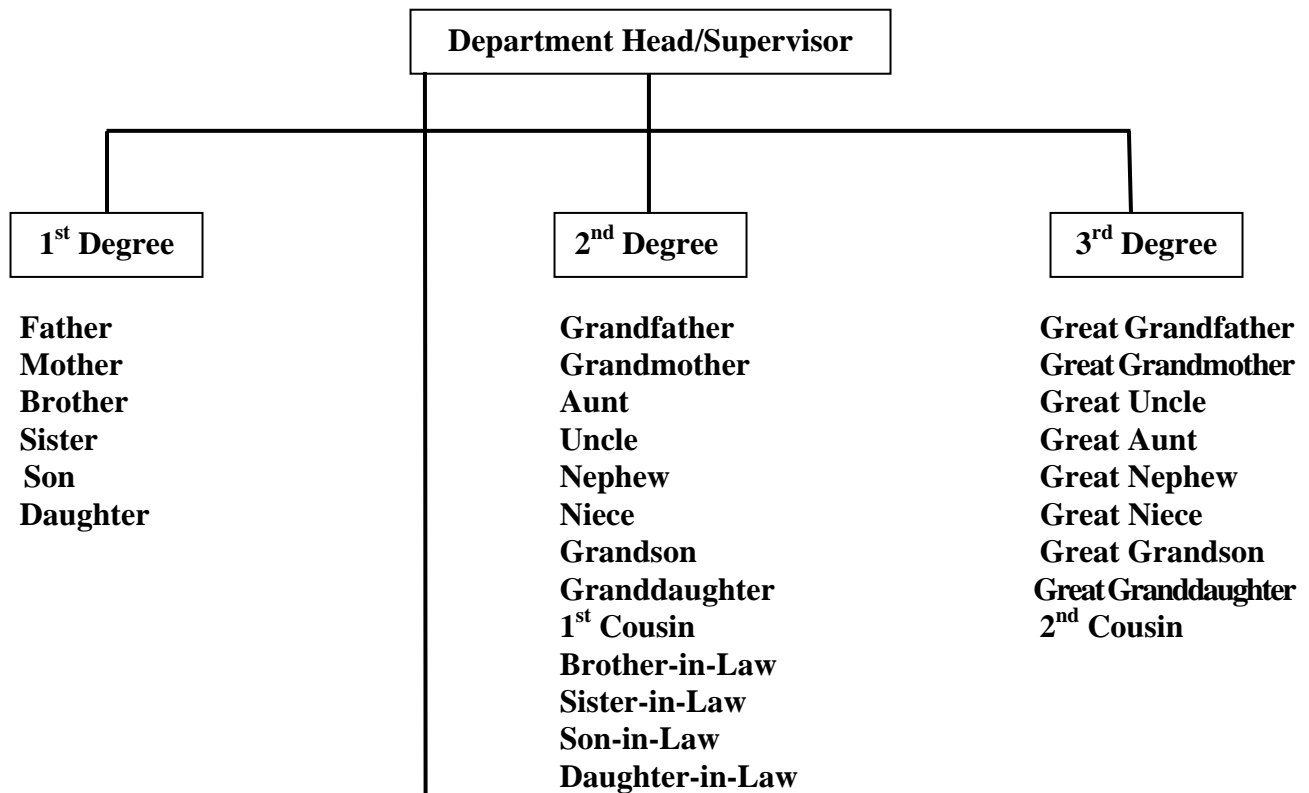 Department Head/Supervisor
1st Degree
2nd Degree
3rd Degree
Father
Mother
Brother
Sister
Son
Daughter
Grandfather
Grandmother
Aunt
Uncle
Nephew
Niece
Grandson
Granddaughter
1st Cousin
Brother-in-Law
Sister-in-Law
Son-in-Law
Daughter-in-Law
Great Grandfather
Great Grandmother
Great Uncle
Great Aunt
Great Nephew
Great Niece
Great Grandson
Great Granddaughter
2nd Cousin